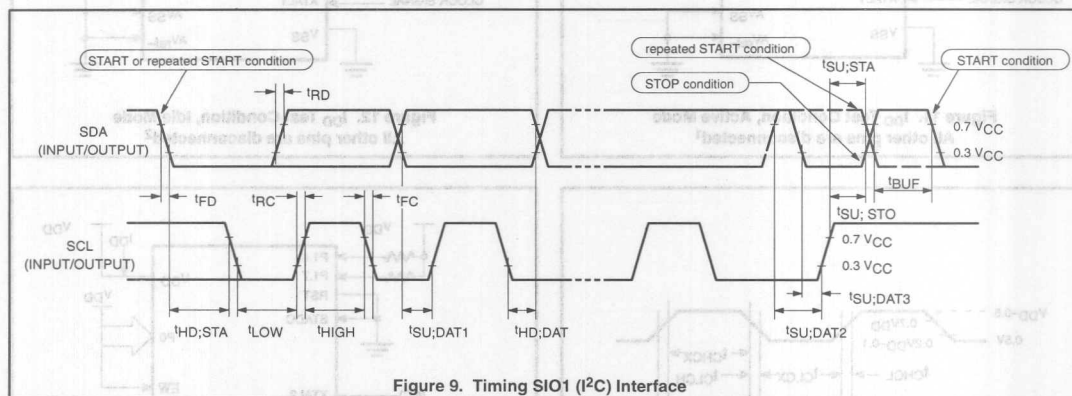 START or repeated START condition
repeated START condition
STOP condition
tSU;STA
START condition
tRD
SDA
(INPUT/OUTPUT)
0.7 VCC
0.3 VCC
tBUF
tFD
tRC
tFC
tSU; STO
SCL
(INPUT/OUTPUT)
0.7 VCC
0.3 VCC
tSU;DAT3
tHD;STA
tLOW
tHIGH
tSU;DAT1
tHD;DAT
tSU;DAT2
Figure 9. Timing SIO1 (I²C) Interface